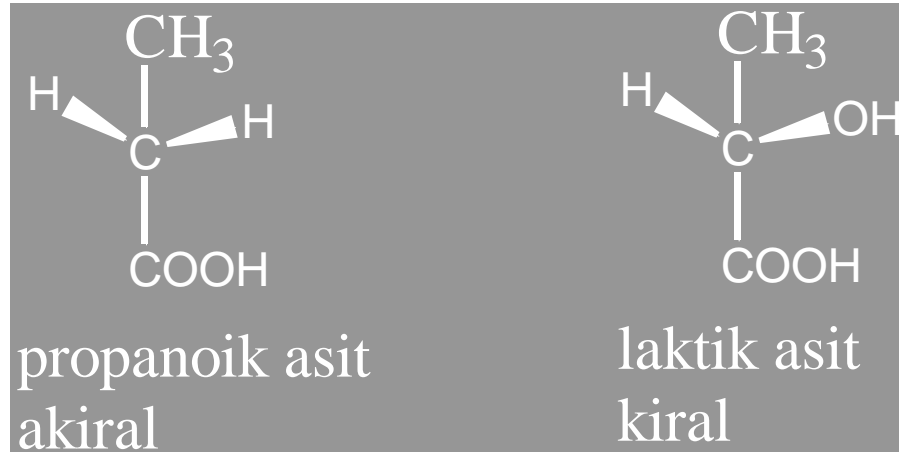 CH3
H
H
C
COOH
propanoik asit
akiral
CH3
H
OH
C
COOH
laktik asit
kiral